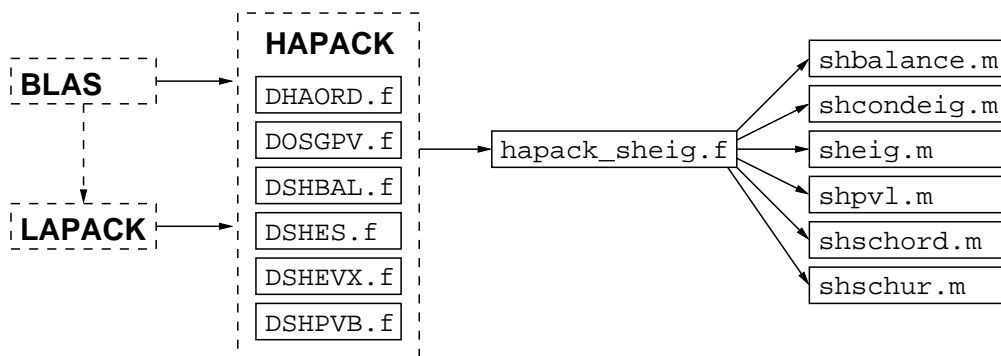 BLAS
LAPACK
HAPACK
DHAORD.f
DOSGPV.f
DSHBAL.f
DSHES.f
DSHEVX.f
DSHPVB.f
hapack_sheig.f
shbalance.m
shcondeig.m
sheig.m
shpvl.m
shschord.m
shschur.m